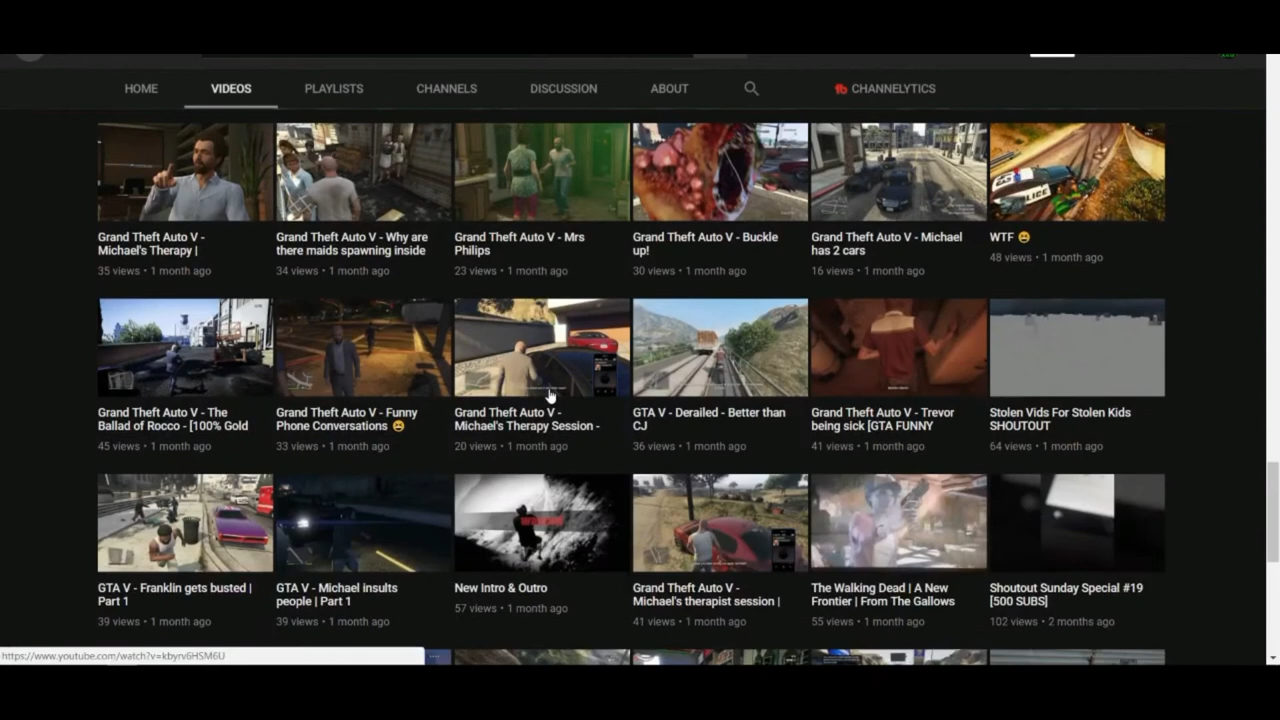 HOME VIDEOS PLAYLISTS CHANNELS DISCUSSION ABOUT CHANNELYTICS
Grand Theft Auto V -
Michael's Therapy |
35 views • 1 month ago
Grand Theft Auto V - Why are
there maids spawning inside
34 views • 1 month ago
Grand Theft Auto V - Mrs
Philips
23 views • 1 month ago
Grand Theft Auto V - Buckle
up!
30 views • 1 month ago
Grand Theft Auto V - Michael
has 2 cars
16 views • 1 month ago
WTF 😆
48 views • 1 month ago
Grand Theft Auto V - The
Ballad of Rocco - [100% Gold
45 views • 1 month ago
Grand Theft Auto V - Funny
Phone Conversations 😆
33 views • 1 month ago
Grand Theft Auto V -
Michael's Therapy Session -
20 views • 1 month ago
GTA V - Derailed - Better than
CJ
36 views • 1 month ago
Grand Theft Auto V - Trevor
being sick [GTA FUNNY
41 views • 1 month ago
Stolen Vids For Stolen Kids
SHOUTOUT
64 views • 1 month ago
GTA V - Franklin gets busted |
Part 1
39 views • 1 month ago
GTA V - Michael insults
people | Part 1
39 views • 1 month ago
New Intro & Outro
57 views • 1 month ago
Grand Theft Auto V -
Michael's therapist session |
41 views • 1 month ago
The Walking Dead | A New
Frontier | From The Gallows
55 views • 1 month ago
Shoutout Sunday Special #19
[500 SUBS]
102 views • 2 months ago
https://www.youtube.com/watch?v=kbyrv6HSM6U